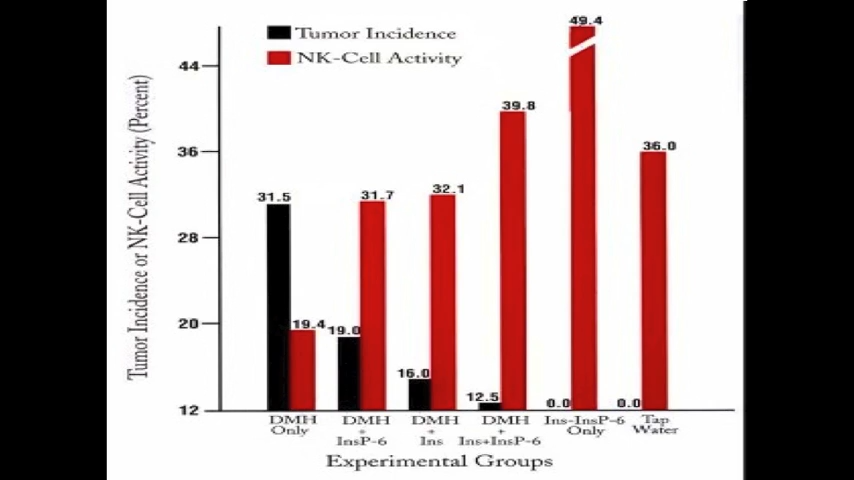 49.4
Tumor Incidence
NK-Cell Activity
44
39.8
36
36.0
31.5
31.7
32.1
28
20
19.4
19.0
16.0
12.5
0.0
0.0
12
DMH
Only
DMH
+
InsP-6
DMH
+
Ins
DMH
+
Ins+InsP-6
Ins-InsP-6
Only
Tap
Water
Experimental Groups
Tumor Incidence or NK-Cell Activity (Percent)